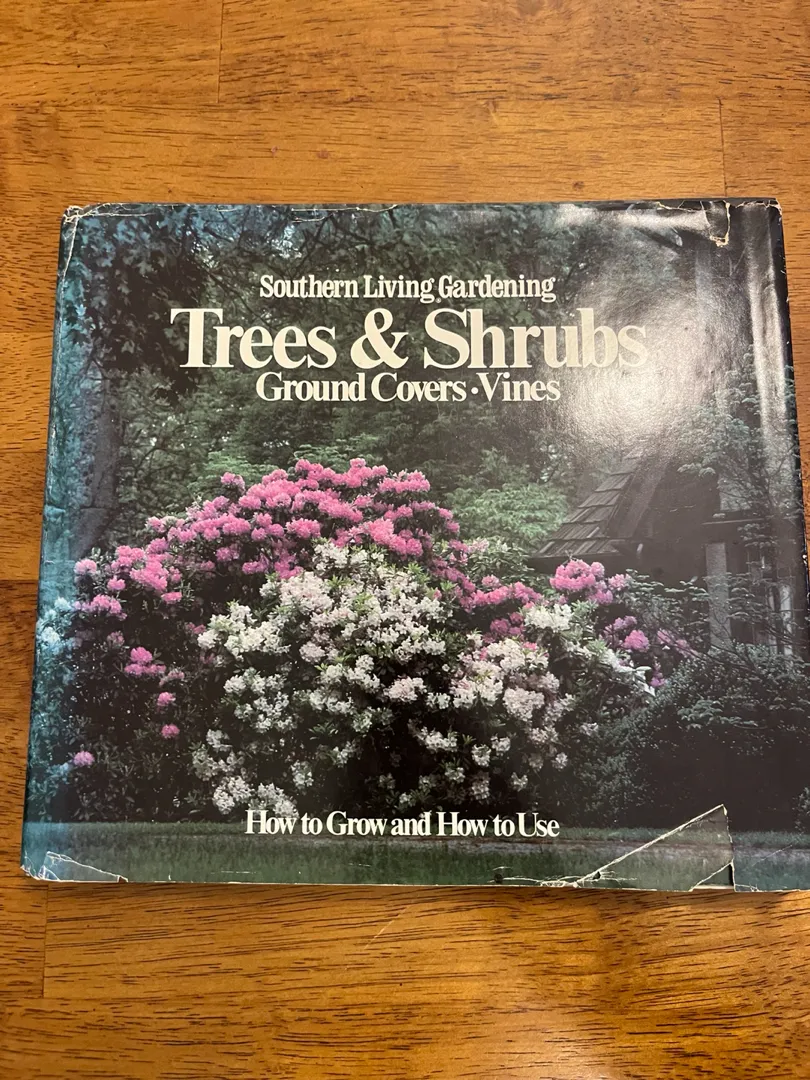 Southern Living Gardening
Trees & Shrubs
Ground Covers · Vines
How to Grow and How to Use